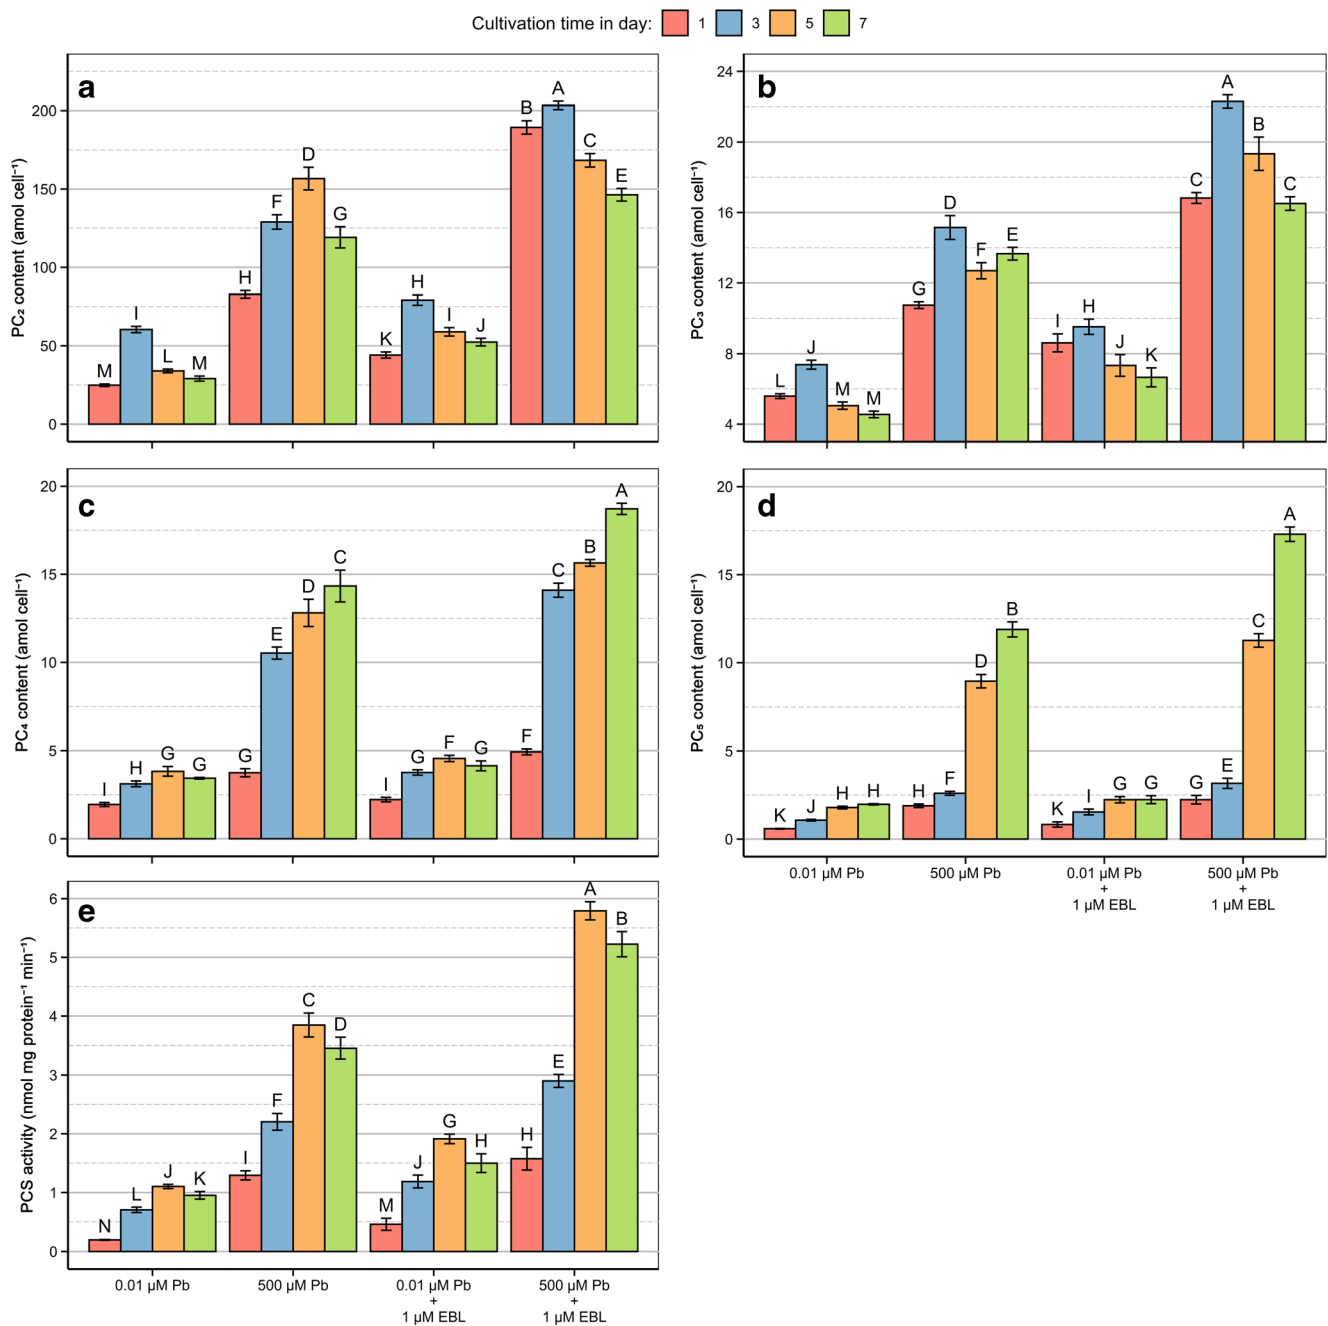 Cultivation time in day: 1 3 5 7
a
PC₂ content (amol cell⁻¹)
200
150
100
50
0
M I L M H F D G K H I J B A C E
b
PC₃ content (amol cell⁻¹)
24
20
16
12
8
4
L J M M G D F E I H J K C A B C
c
PC₄ content (amol cell⁻¹)
20
15
10
5
0
I H G G G E D C I G F G F C B A
d
PC₅ content (amol cell⁻¹)
20
15
10
5
0
K J H H H F D B K I G G G E C A
0.01 µM Pb 500 µM Pb 0.01 µM Pb 500 µM Pb
+ +
1 µM EBL 1 µM EBL
e
PCS activity (nmol mg protein⁻¹ min⁻¹)
6
5
4
3
2
1
0
N L J K I F C D M J G H H E A B
0.01 µM Pb 500 µM Pb 0.01 µM Pb 500 µM Pb
+ +
1 µM EBL 1 µM EBL